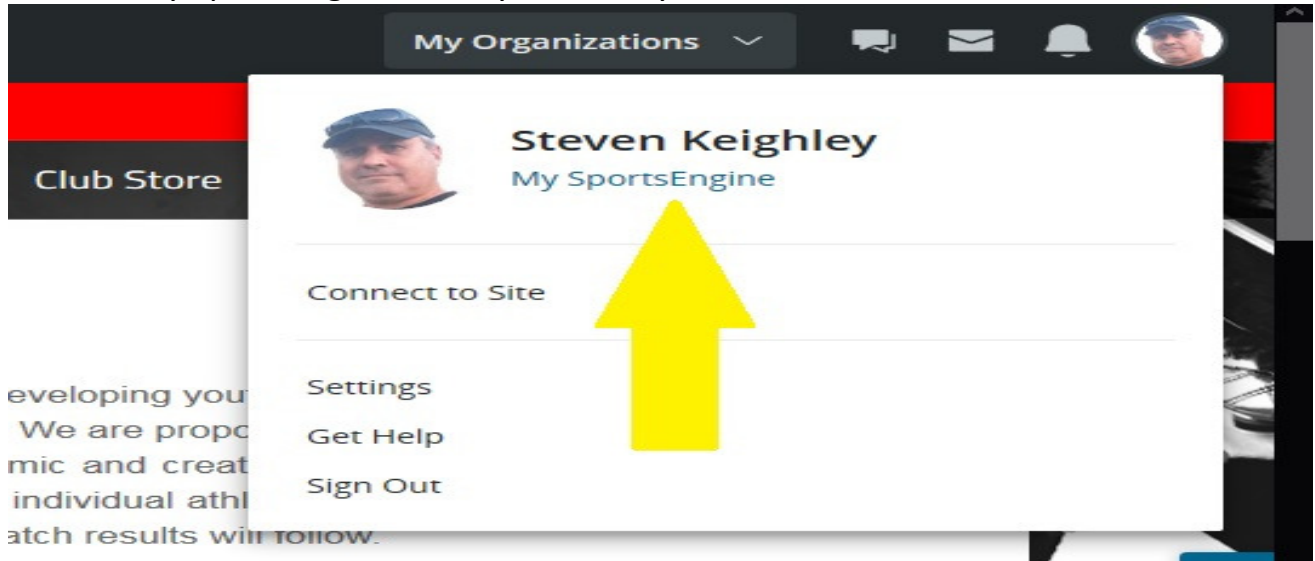 My Organizations
Steven Keighley
My SportsEngine
Club Store
Connect to Site
Settings
Get Help
Sign Out
eveloping you
We are propo
mic and creat
individual athl
atch results will follow.